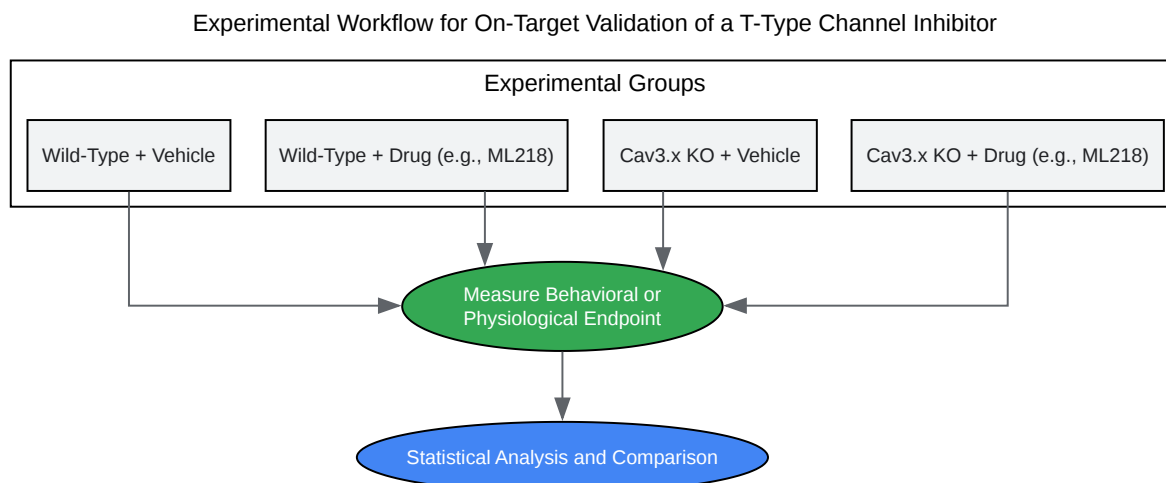 Experimental Workflow for On-Target Validation of a T-Type Channel Inhibitor
Experimental Groups
Wild-Type + Vehicle
Wild-Type + Drug (e.g., ML218)
Cav3.x KO + Vehicle
Cav3.x KO + Drug (e.g., ML218)
Measure Behavioral or
Physiological Endpoint
Statistical Analysis and Comparison